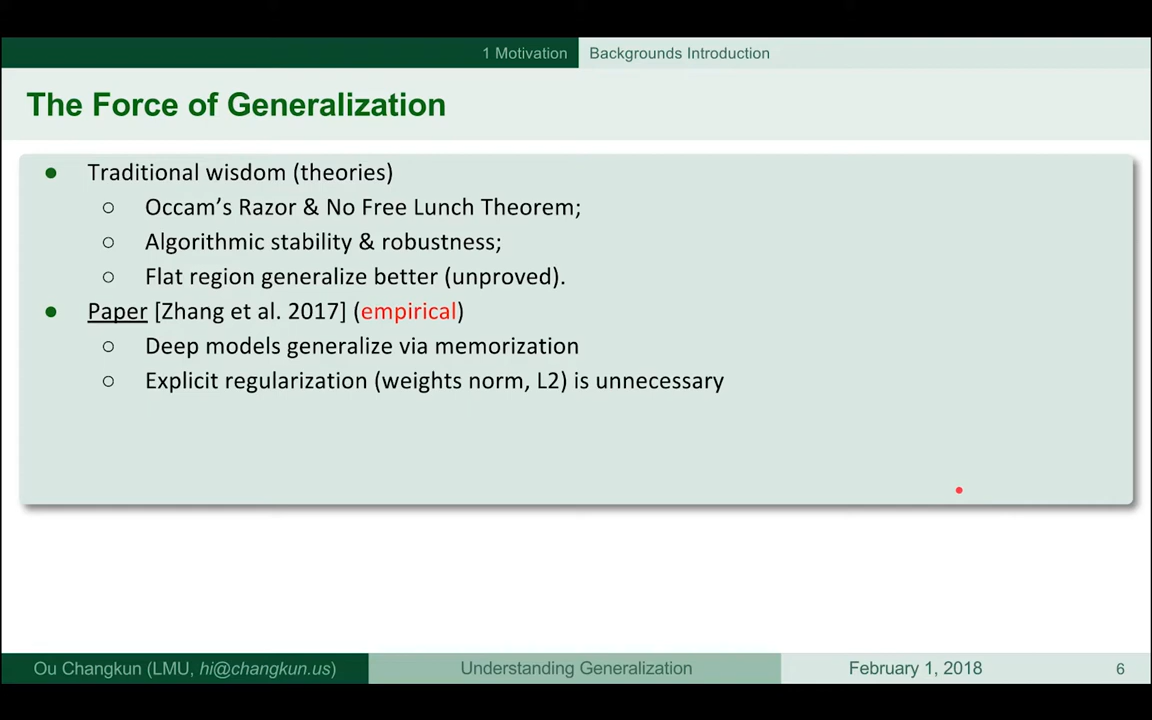 1 Motivation Backgrounds Introduction
The Force of Generalization
● Traditional wisdom (theories)
○ Occam's Razor & No Free Lunch Theorem;
○ Algorithmic stability & robustness;
○ Flat region generalize better (unproved).
● Paper [Zhang et al. 2017] (empirical)
○ Deep models generalize via memorization
○ Explicit regularization (weights norm, L2) is unnecessary
Ou Changkun (LMU, hi@changkun.us) Understanding Generalization February 1, 2018 6